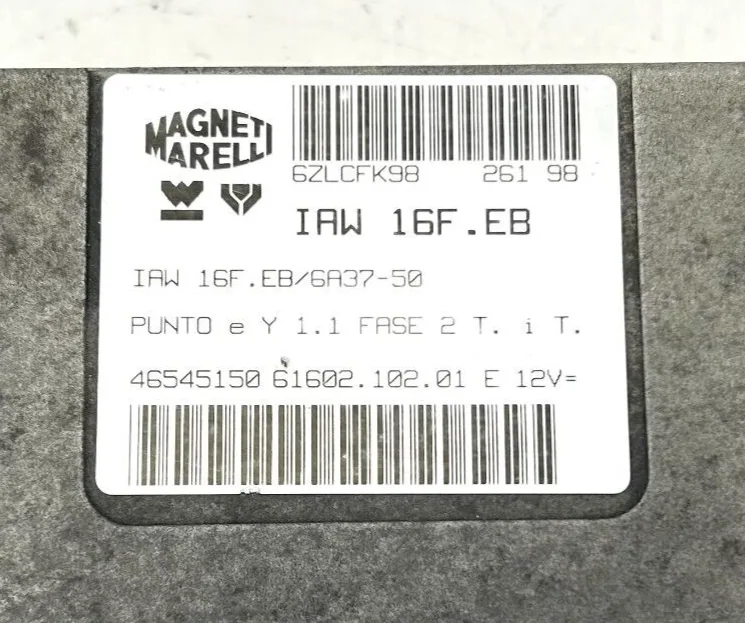 MAGNETI
MARELLI
6ZLCFK98 261 98
IAW 16F.EB
IAW 16F.EB/6A37-50
PUNTO e Y 1.1 FASE 2 T. i T.
46545150 61602.102.01 E 12V=